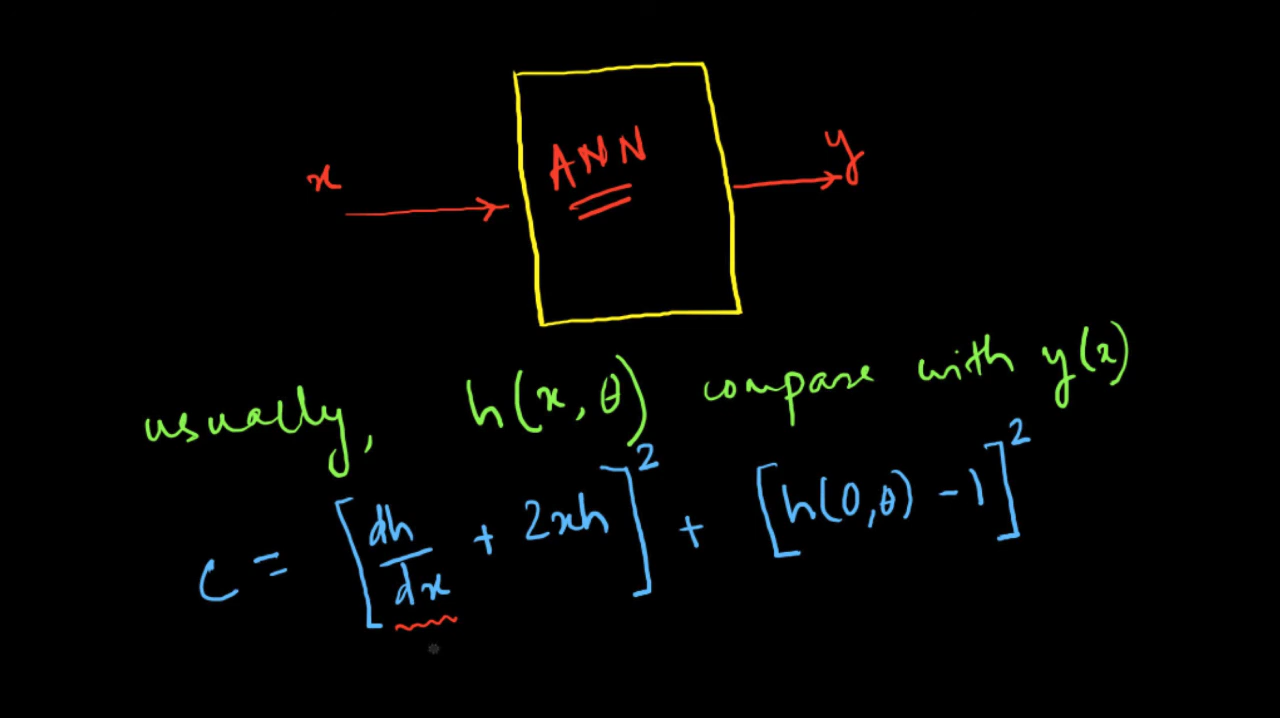 x
ANN
y
usually, h(x, θ) compare with y(x)
C = [dh/dx + 2xh]² + [h(0,θ) - 1]²